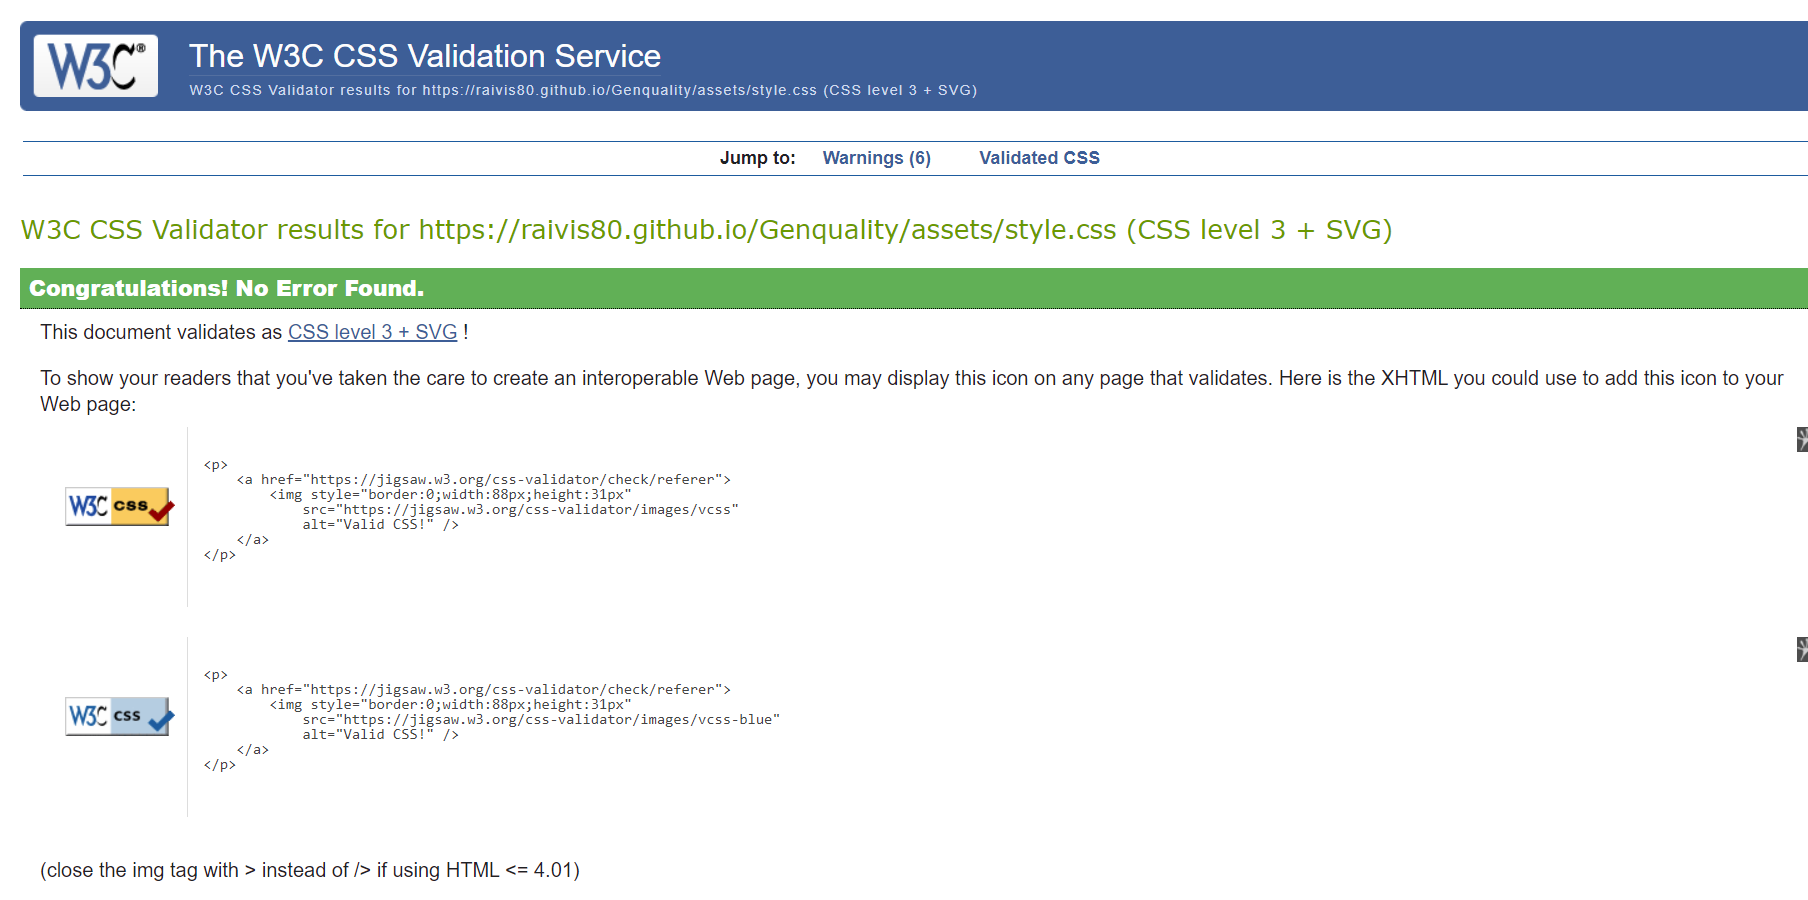 W3C®
The W3C CSS Validation Service
W3C CSS Validator results for https://raivis80.github.io/Genquality/assets/style.css (CSS level 3 + SVG)
Jump to: Warnings (6) Validated CSS
W3C CSS Validator results for https://raivis80.github.io/Genquality/assets/style.css (CSS level 3 + SVG)
Congratulations! No Error Found.
This document validates as CSS level 3 + SVG !
To show your readers that you've taken the care to create an interoperable Web page, you may display this icon on any page that validates. Here is the XHTML you could use to add this icon to your
Web page:
W3C css
<p>
    <a href="https://jigsaw.w3.org/css-validator/check/referer">
        <img style="border:0;width:88px;height:31px"
            src="https://jigsaw.w3.org/css-validator/images/vcss"
            alt="Valid CSS!" />
    </a>
</p>
W3C css
<p>
    <a href="https://jigsaw.w3.org/css-validator/check/referer">
        <img style="border:0;width:88px;height:31px"
            src="https://jigsaw.w3.org/css-validator/images/vcss-blue"
            alt="Valid CSS!" />
    </a>
</p>
(close the img tag with > instead of /> if using HTML <= 4.01)